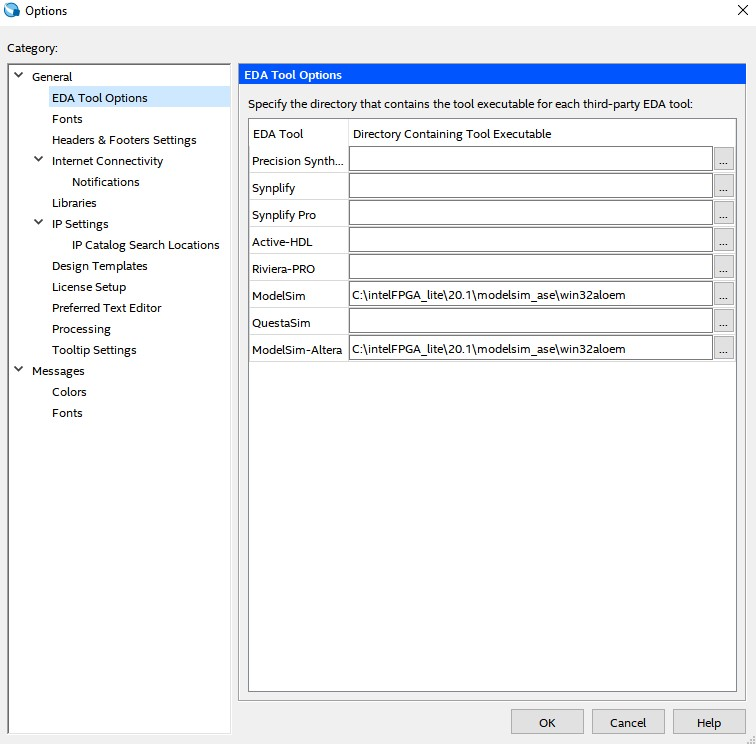 Options
Category:
General
EDA Tool Options
Fonts
Headers & Footers Settings
Internet Connectivity
Notifications
Libraries
IP Settings
IP Catalog Search Locations
Design Templates
License Setup
Preferred Text Editor
Processing
Tooltip Settings
Messages
Colors
Fonts
EDA Tool Options
Specify the directory that contains the tool executable for each third-party EDA tool:
EDA Tool Directory Containing Tool Executable
Precision Synth... ...
Synplify ...
Synplify Pro ...
Active-HDL ...
Riviera-PRO ...
ModelSim C:\intelFPGA_lite\20.1\modelsim_ase\win32aloem ...
QuestaSim ...
ModelSim-Altera C:\intelFPGA_lite\20.1\modelsim_ase\win32aloem ...
OK Cancel Help